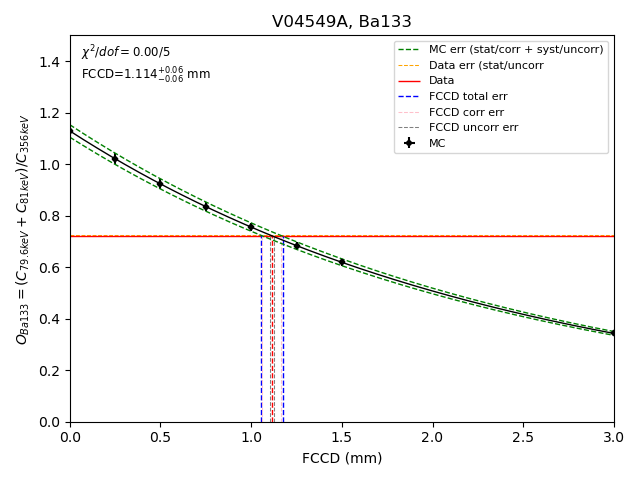 V04549A, Ba133
χ²/dof = 0.00/5
FCCD=1.114⁺⁰·⁰⁶₋₀.₀₆ mm
MC err (stat/corr + syst/uncorr)
Data err (stat/uncorr
Data
FCCD total err
FCCD corr err
FCCD uncorr err
MC
O_Ba133 = (C_79.6keV + C_81keV)/C_356keV
1.4
1.2
1.0
0.8
0.6
0.4
0.2
0.0
0.0 0.5 1.0 1.5 2.0 2.5 3.0
FCCD (mm)